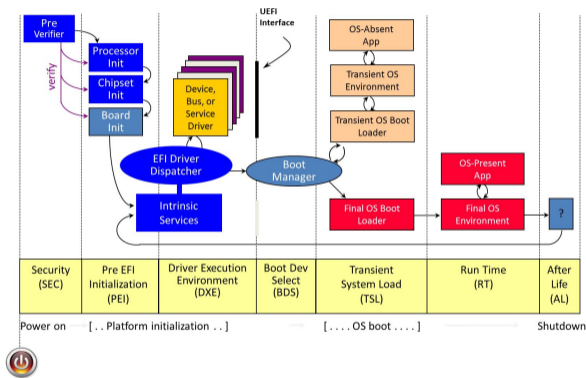 UEFI
Interface
Pre
Verifier
verify
Processor
Init
Chipset
Init
Board
Init
Device,
Bus, or
Service
Driver
EFI Driver
Dispatcher
Intrinsic
Services
Boot
Manager
OS-Absent
App
Transient OS
Environment
Transient OS Boot
Loader
OS-Present
App
Final OS Boot
Loader
Final OS
Environment
?
Security
(SEC)
Pre EFI
Initialization
(PEI)
Driver Execution
Environment
(DXE)
Boot Dev
Select
(BDS)
Transient
System Load
(TSL)
Run Time
(RT)
After
Life
(AL)
Power on
[ . . Platform initialization . . ]
[ . . . . OS boot . . . . ]
Shutdown